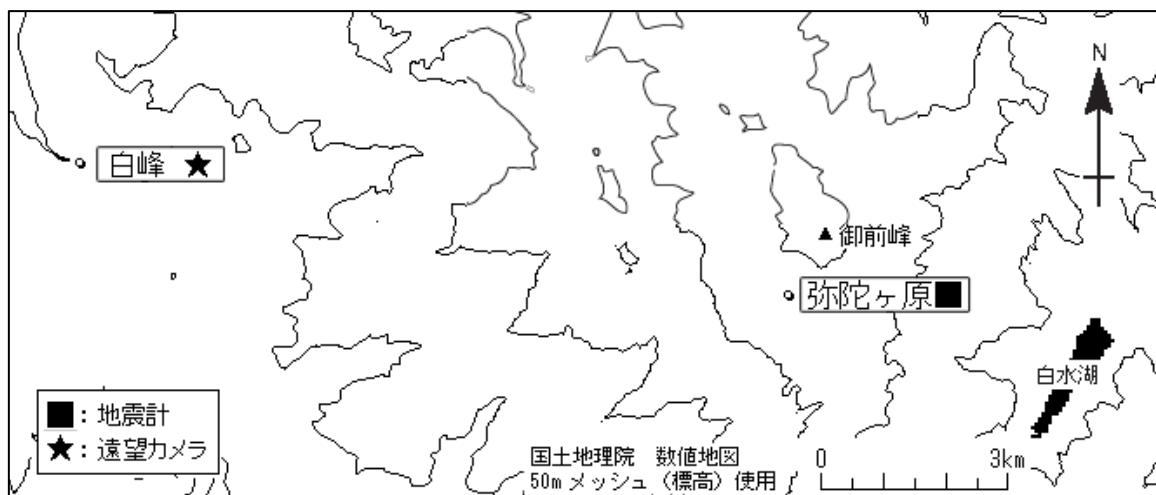 N
白峰 ★
▲御前峰
弥陀ヶ原■
白水湖
■:地震計
★:遠望カメラ
国土地理院 数値地図
50mメッシュ(標高)使用
0 3km